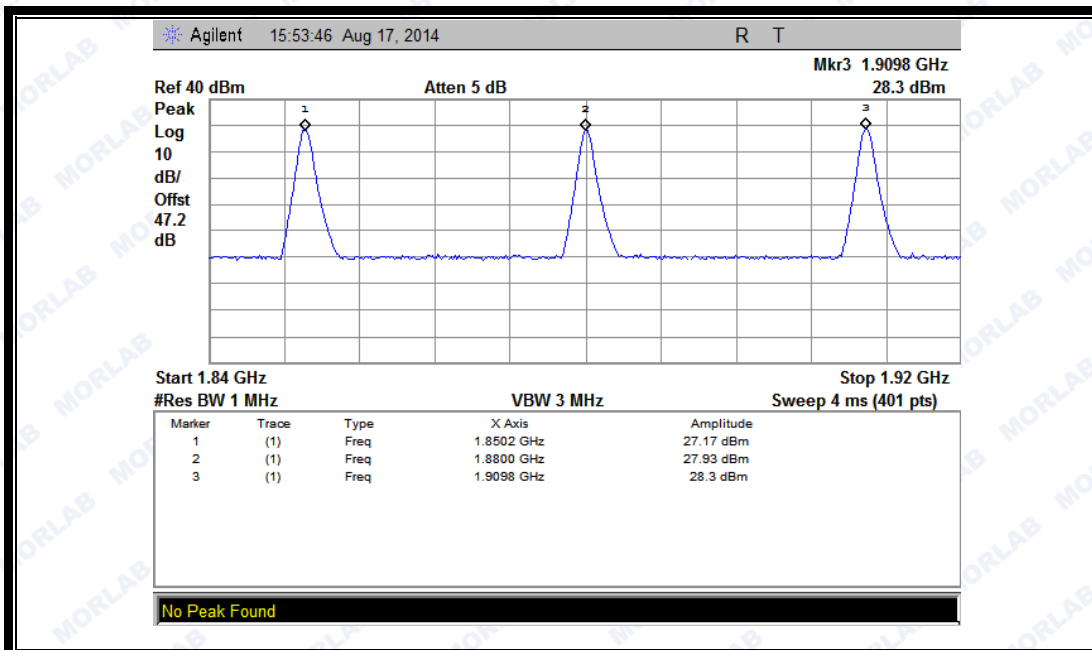 Agilent 15:53:46 Aug 17, 2014 R T
Mkr3 1.9098 GHz
Ref 40 dBm Atten 5 dB 28.3 dBm
Peak
Log
10
dB/
Offst
47.2
dB
1 2 3
Start 1.84 GHz Stop 1.92 GHz
#Res BW 1 MHz VBW 3 MHz Sweep 4 ms (401 pts)
Marker Trace Type X Axis Amplitude
1 (1) Freq 1.8502 GHz 27.17 dBm
2 (1) Freq 1.8800 GHz 27.93 dBm
3 (1) Freq 1.9098 GHz 28.3 dBm
No Peak Found
MORLAB